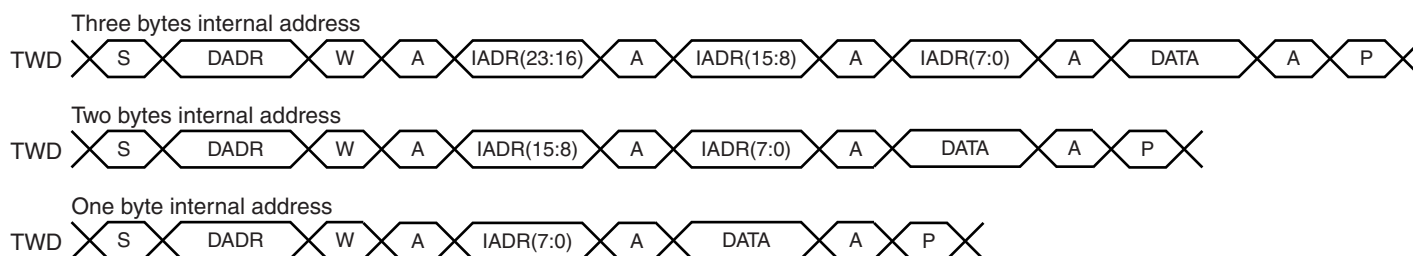 Three bytes internal address
TWD S DADR W A IADR(23:16) A IADR(15:8) A IADR(7:0) A DATA A P
Two bytes internal address
TWD S DADR W A IADR(15:8) A IADR(7:0) A DATA A P
One byte internal address
TWD S DADR W A IADR(7:0) A DATA A P